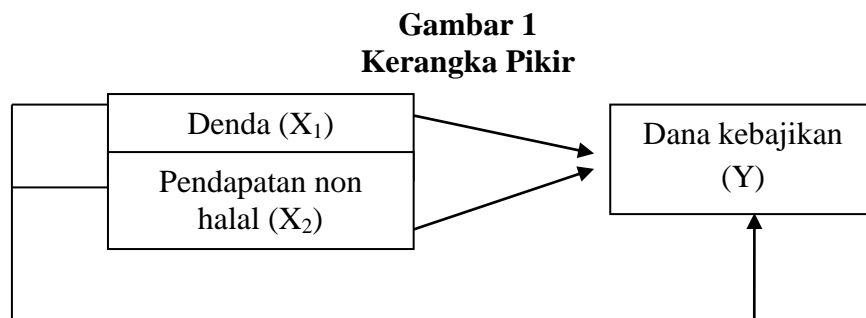 Gambar 1
Kerangka Pikir
Denda (X₁)
Pendapatan non
halal (X₂)
Dana kebajikan
(Y)